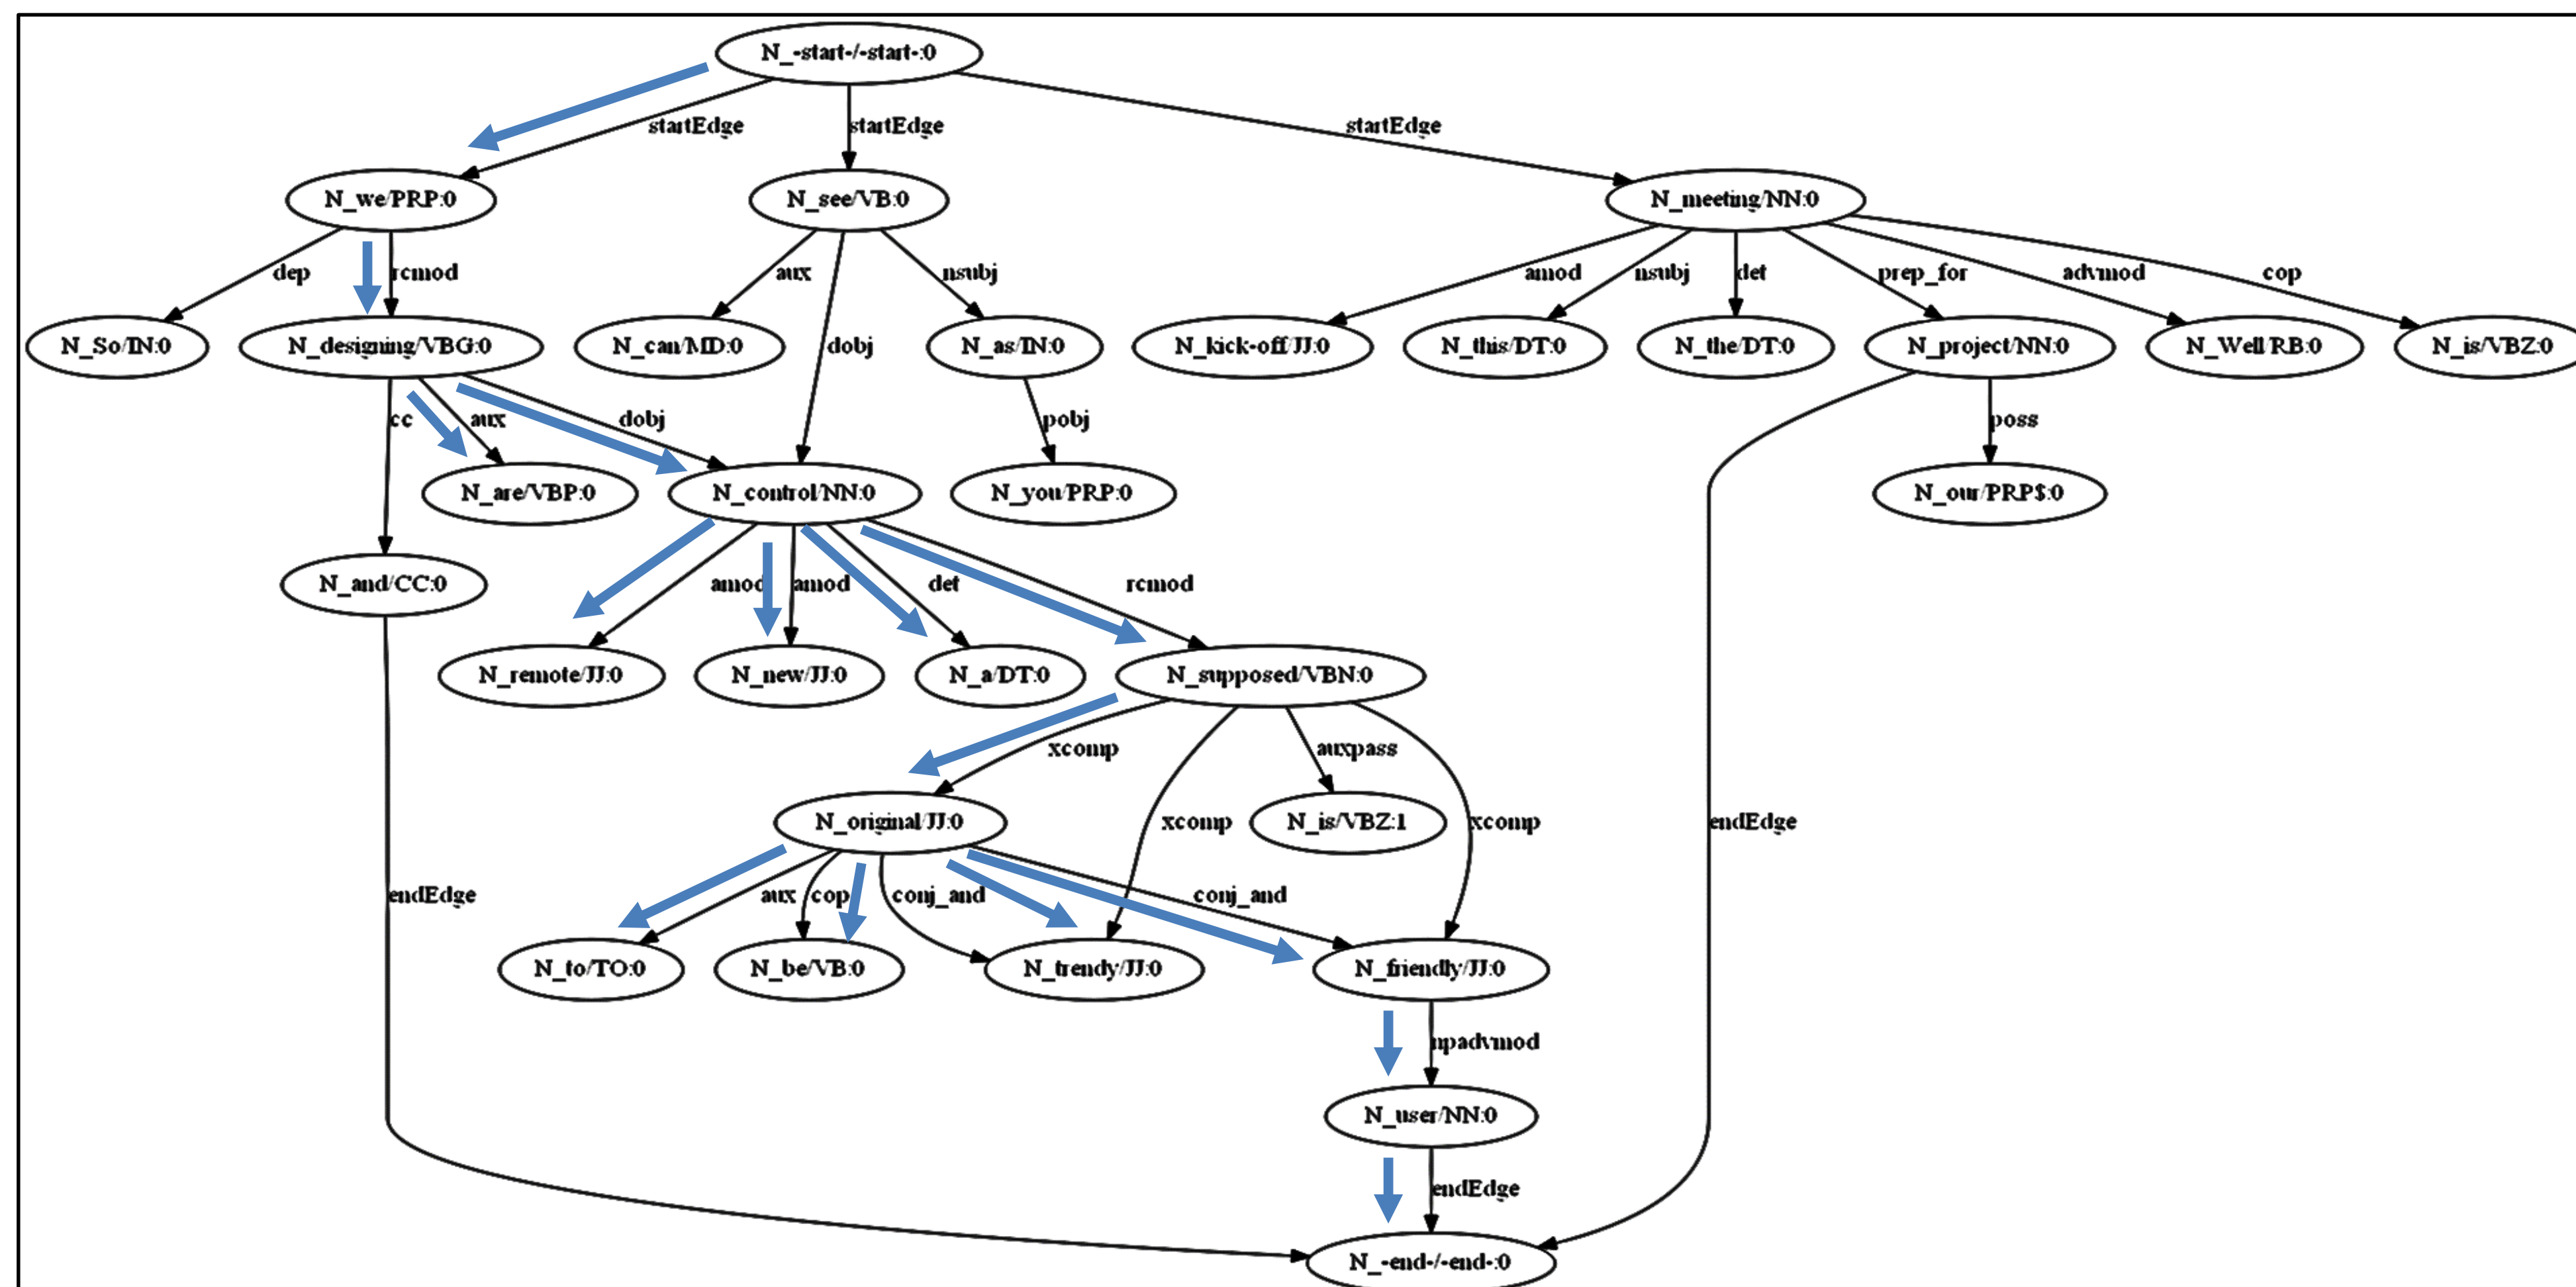 N_-start-/-start-:0
startEdge startEdge startEdge
N_we/PRP:0 N_see/VB:0 N_meeting/NN:0
dep rcmod aux nsubj amod nsubj det prep_for advmod cop
N_So/IN:0 N_designing/VBG:0 N_can/MD:0 dobj N_as/IN:0 N_kick-off/JJ:0 N_this/DT:0 N_the/DT:0 N_project/NN:0 N_Well/RB:0 N_is/VBZ:0
cc aux dobj pobj poss
N_are/VBP:0 N_control/NN:0 N_you/PRP:0 N_our/PRP$:0
N_and/CC:0 amod amod det rcmod
N_remote/JJ:0 N_new/JJ:0 N_a/DT:0 N_supposed/VBN:0
xcomp auxpass
N_original/JJ:0 xcomp N_is/VBZ:1 xcomp endEdge
endEdge aux cop conj_and conj_and
N_to/TO:0 N_be/VB:0 N_trendy/JJ:0 N_friendly/JJ:0
npadvmod
N_user/NN:0
endEdge
N_-end-/-end-:0